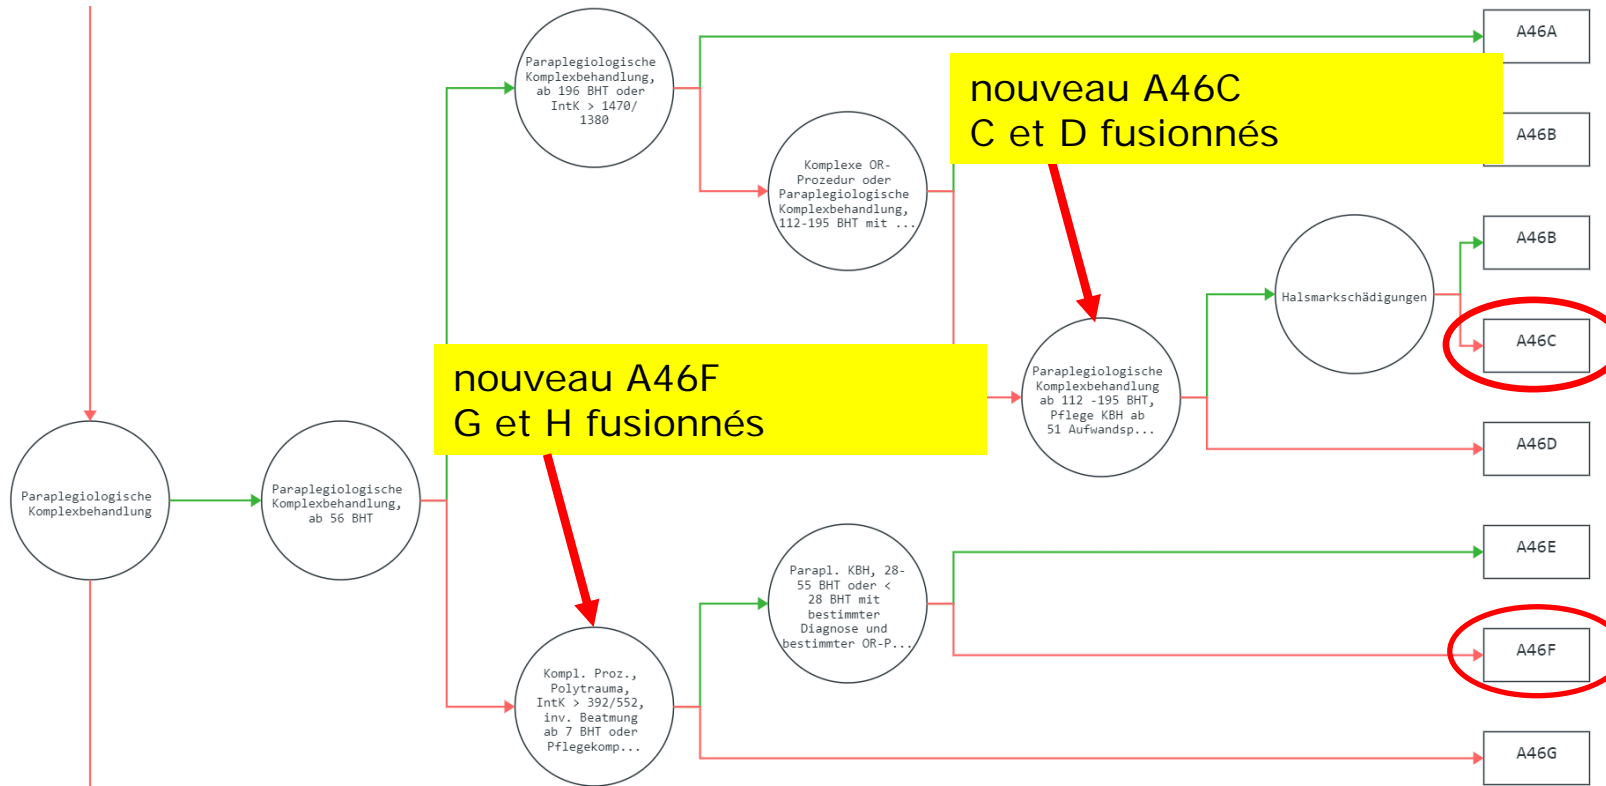 A46A
Paraplegiologische
Komplexbehandlung,
ab 196 BHT oder
IntK > 1470/
1380
nouveau A46C
C et D fusionnés
A46B
Komplexe OR-
Prozedur oder
Paraplegiologische
Komplexbehandlung,
112-195 BHT mit ...
A46B
Halsmarkschädigungen
A46C
nouveau A46F
G et H fusionnés
Paraplegiologische
Komplexbehandlung
ab 112 -195 BHT,
Pflege KBH ab
51 Aufwandsp...
A46D
Paraplegiologische
Komplexbehandlung
Paraplegiologische
Komplexbehandlung,
ab 56 BHT
A46E
Parapl. KBH, 28-
55 BHT oder <
28 BHT mit
bestimmter
Diagnose und
bestimmter OR-P...
A46F
Kompl. Proz.,
Polytrauma,
IntK > 392/552,
inv. Beatmung
ab 7 BHT oder
Pflegekomp...
A46G